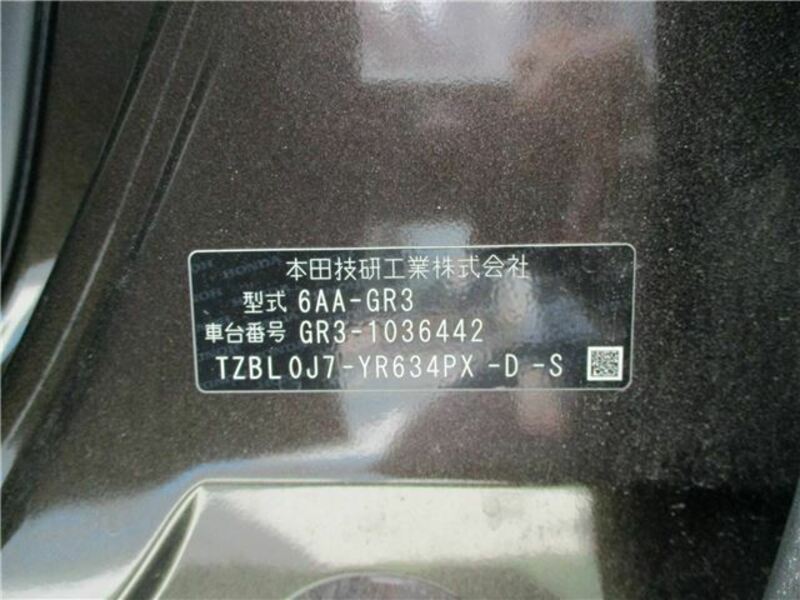 本田技研工業株式会社
型式 6AA-GR3
車台番号 GR3-1036442
TZBL0J7-YR634PX-D-S